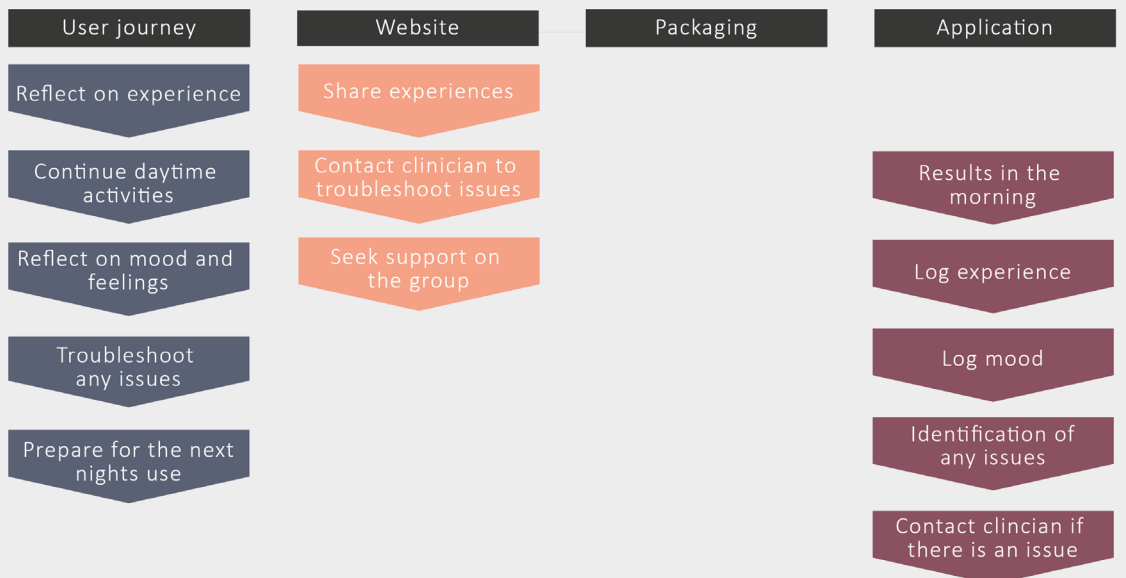 User journey
Website
Packaging
Application
Reflect on experience
Continue daytime
activities
Reflect on mood and
feelings
Troubleshoot
any issues
Prepare for the next
nights use
Share experiences
Contact clinician to
troubleshoot issues
Seek support on
the group
Results in the
morning
Log experience
Log mood
Identification of
any issues
Contact clincian if
there is an issue